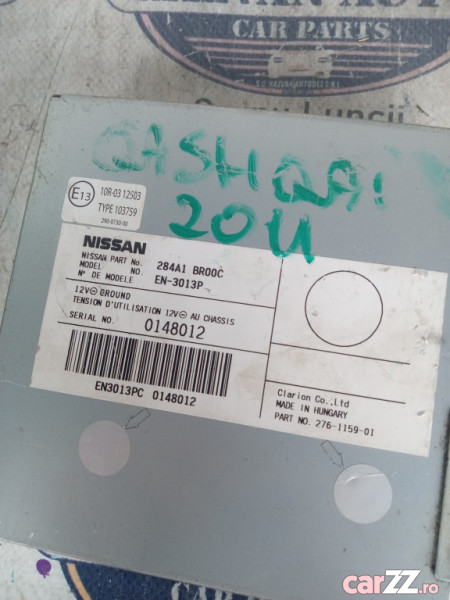 CAR PARTS
QASHQAI
2011
E13
10R-03 12503
TYPE 103759
NISSAN
NISSAN PART No. 284A1 BR00C
MODEL NO. EN-3013P
N° DE MODELE
12V⊖ GROUND
TENSION D'UTILISATION 12V⊖ AU CHASSIS
SERIAL NO. 0148012
EN3013PC 0148012
Clarion Co.,Ltd
MADE IN HUNGARY
PART NO. 276-1159-01
carzz.ro